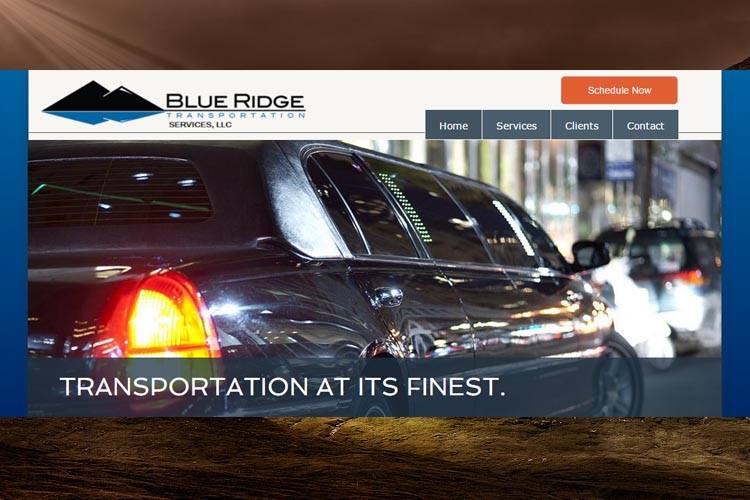 BLUE RIDGE
TRANSPORTATION
SERVICES, LLC
Schedule Now
Home Services Clients Contact
TRANSPORTATION AT ITS FINEST.